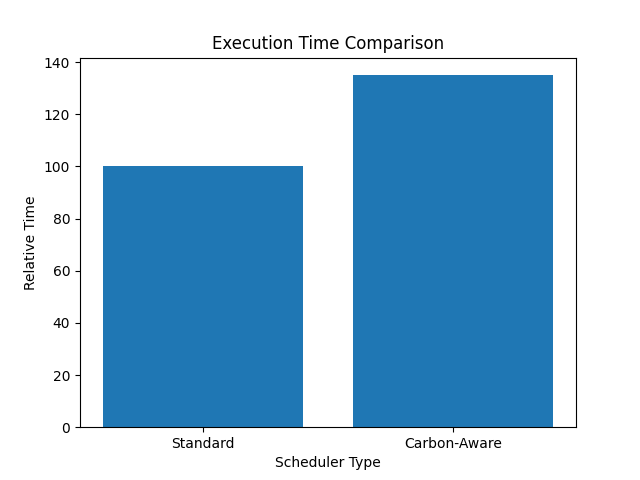 Execution Time Comparison
Relative Time
140
120
100
80
60
40
20
0
Standard
Carbon-Aware
Scheduler Type